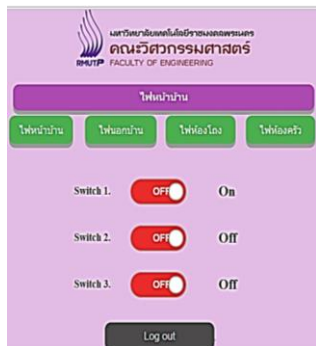 มหาวิทยาลัยเทคโนโลยีราชมงคลพระนคร
คณะวิศวกรรมศาสตร์
RMUTP FACULTY OF ENGINEERING
ไฟหน้าบ้าน
ไฟหน้าบ้าน ไฟนอกบ้าน ไฟห้องโถง ไฟห้องครัว
Switch 1. OFF On
Switch 2. OFF Off
Switch 3. OFF Off
Log out